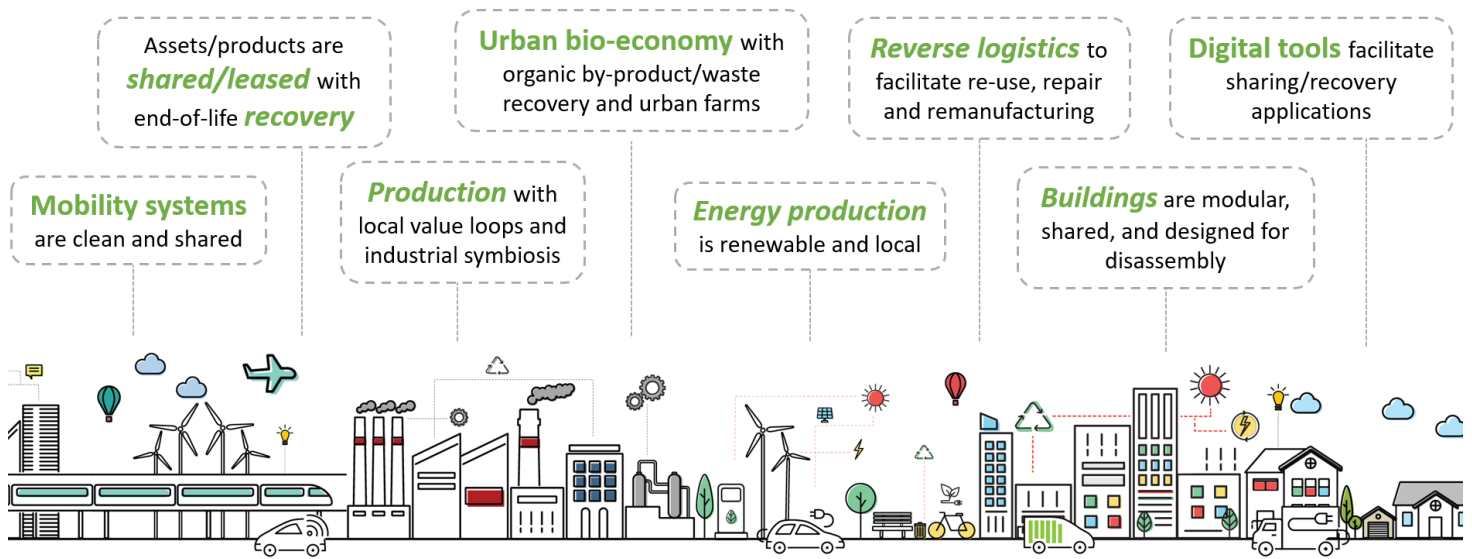 Assets/products are
shared/leased with
end-of-life recovery
Urban bio-economy with
organic by-product/waste
recovery and urban farms
Reverse logistics to
facilitate re-use, repair
and remanufacturing
Digital tools facilitate
sharing/recovery
applications
Mobility systems
are clean and shared
Production with
local value loops and
industrial symbiosis
Energy production
is renewable and local
Buildings are modular,
shared, and designed for
disassembly